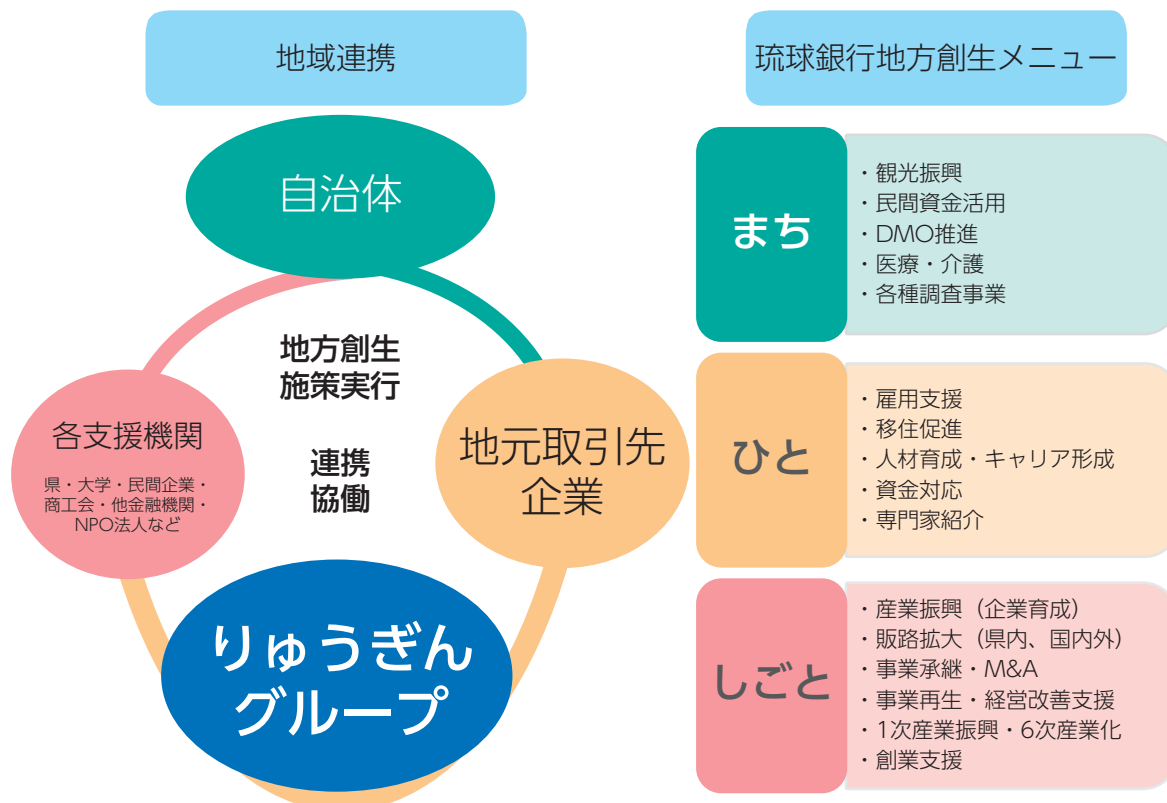 地域連携
自治体
地方創生
施策実行
連携
協働
各支援機関
県・大学・民間企業・
商工会・他金融機関・
NPO法人など
地元取引先
企業
りゅうぎん
グループ
琉球銀行地方創生メニュー
まち
・観光振興
・民間資金活用
・DMO推進
・医療・介護
・各種調査事業
ひと
・雇用支援
・移住促進
・人材育成・キャリア形成
・資金対応
・専門家紹介
しごと
・産業振興（企業育成）
・販路拡大（県内、国内外）
・事業承継・M&A
・事業再生・経営改善支援
・1次産業振興・6次産業化
・創業支援